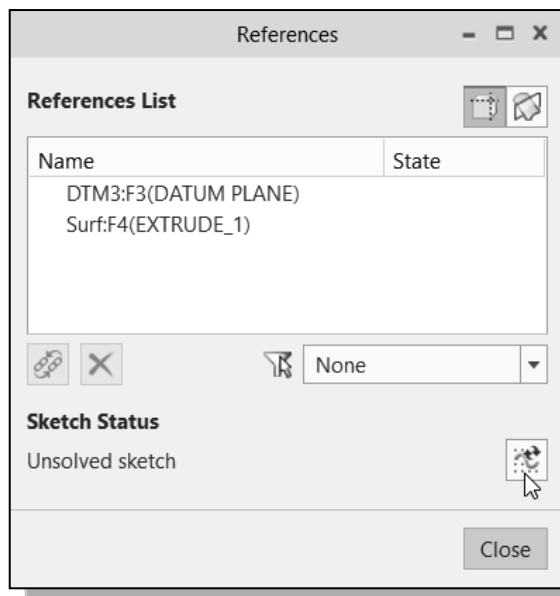 References
References List
Name State
DTM3:F3(DATUM PLANE)
Surf:F4(EXTRUDE_1)
None
Sketch Status
Unsolved sketch
Close